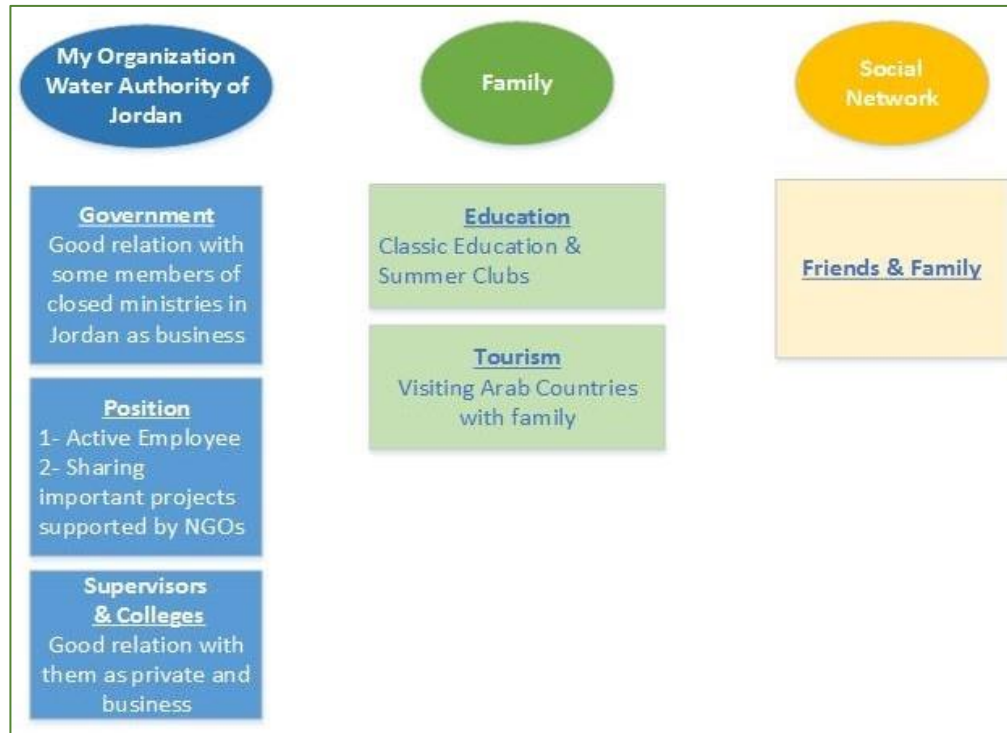 My Organization
Water Authority of
Jordan
Government
Good relation with
some members of
closed ministries in
Jordan as business
Position
1- Active Employee
2- Sharing
important projects
supported by NGOs
Supervisors
& Colleges
Good relation with
them as private and
business
Family
Education
Classic Education &
Summer Clubs
Tourism
Visiting Arab Countries
with family
Social
Network
Friends & Family